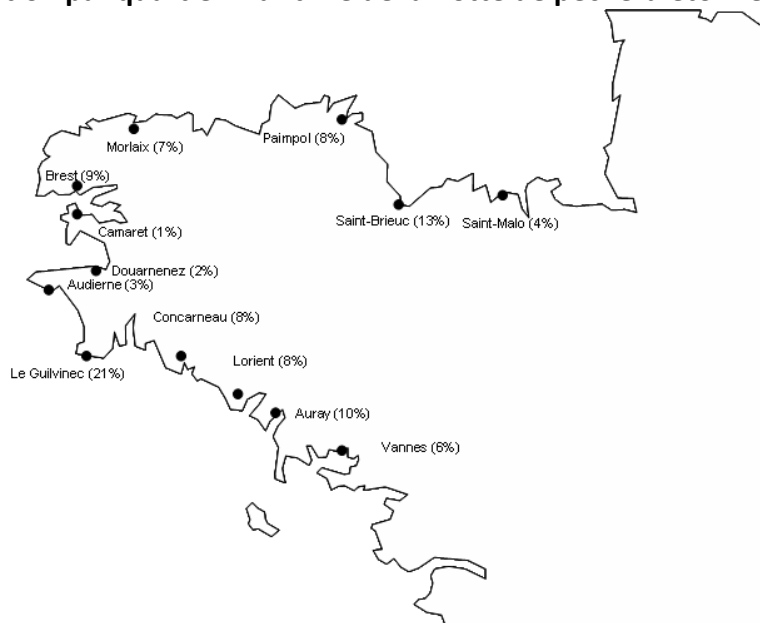 Paimpol (8%)
Morlaix (7%)
Brest (9%)
Saint-Brieuc (13%)
Saint-Malo (4%)
Camaret (1%)
Douarnenez (2%)
Audierne (3%)
Concarneau (8%)
Lorient (8%)
Le Guilvinec (21%)
Auray (10%)
Vannes (6%)